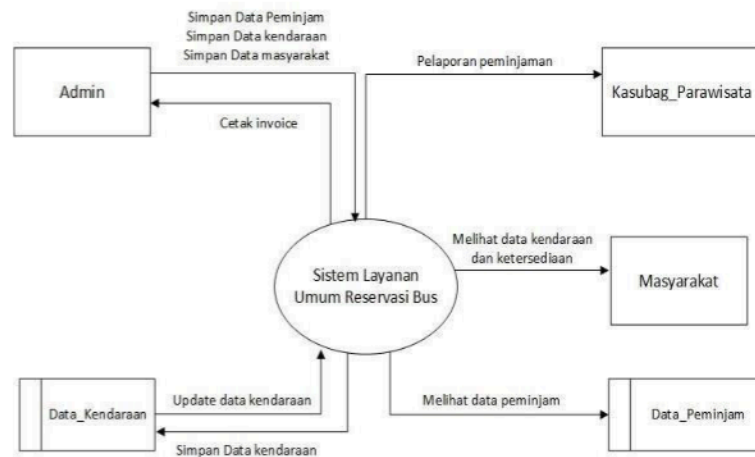 Simpan Data Peminjam
Simpan Data kendaraan
Simpan Data masyarakat
Admin
Cetak invoice
Pelaporan peminjaman
Kasubag_Parawisata
Sistem Layanan
Umum Reservasi Bus
Melihat data kendaraan
dan ketersediaan
Masyarakat
Data_Kendaraan
Update data kendaraan
Simpan Data kendaraan
Melihat data peminjam
Data_Peminjam